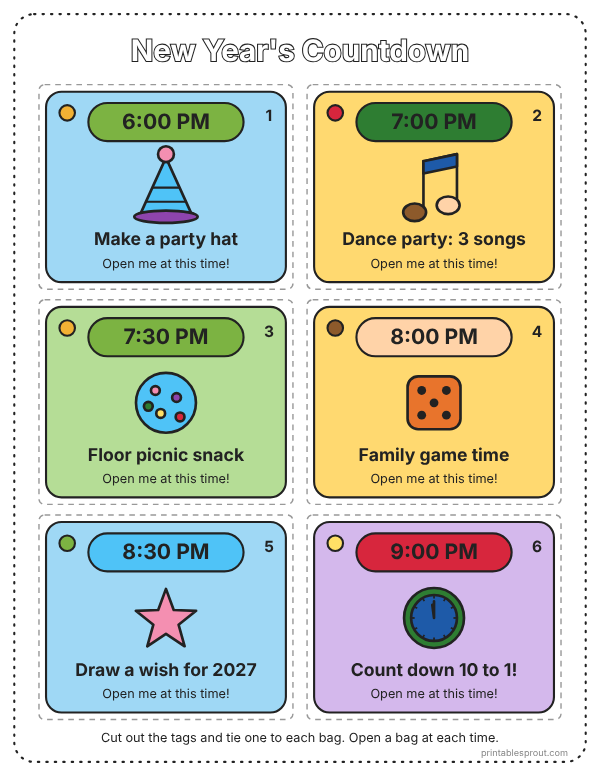 New Year's Countdown
6:00 PM
1
Make a party hat
Open me at this time!
7:00 PM
2
Dance party: 3 songs
Open me at this time!
7:30 PM
3
Floor picnic snack
Open me at this time!
8:00 PM
4
Family game time
Open me at this time!
8:30 PM
5
Draw a wish for 2027
Open me at this time!
9:00 PM
6
Count down 10 to 1!
Open me at this time!
Cut out the tags and tie one to each bag. Open a bag at each time.
printablesprout.com